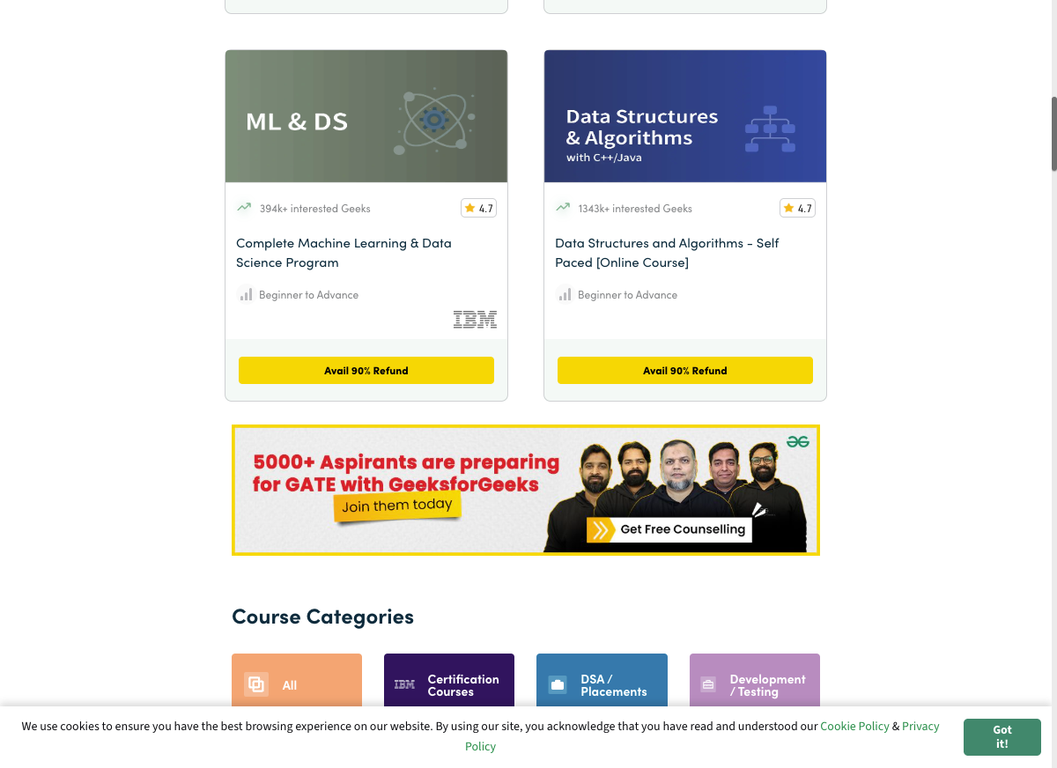 ML & DS
394k+ interested Geeks
4.7
Complete Machine Learning & Data
Science Program
Beginner to Advance
IBM
Avail 90% Refund
Data Structures
& Algorithms
with C++/Java
1343k+ interested Geeks
4.7
Data Structures and Algorithms - Self
Paced [Online Course]
Beginner to Advance
Avail 90% Refund
5000+ Aspirants are preparing
for GATE with GeeksforGeeks
Join them today
Get Free Counselling
Course Categories
All
IBM
Certification
Courses
DSA /
Placements
Development
/ Testing
We use cookies to ensure you have the best browsing experience on our website. By using our site, you acknowledge that you have read and understood our Cookie Policy & Privacy
Policy
Got
it!